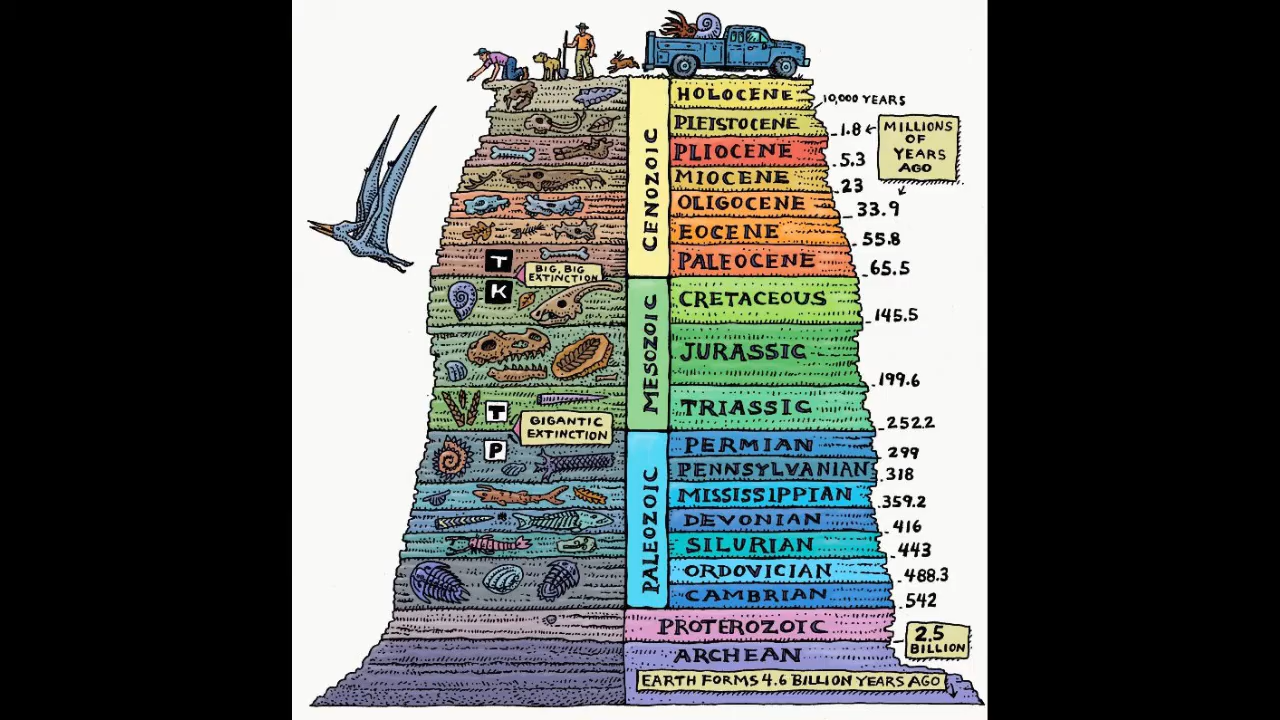 HOLOCENE
10,000 YEARS
PLEISTOCENE
1.8
MILLIONS
OF
YEARS
AGO
PLIOCENE
5.3
MIOCENE
23
OLIGOCENE
33.9
EOCENE
55.8
PALEOCENE
65.5
CENOZOIC
T
BIG, BIG
EXTINCTION
K
CRETACEOUS
145.5
JURASSIC
199.6
TRIASSIC
252.2
MESOZOIC
T
GIGANTIC
EXTINCTION
P
PERMIAN
299
PENNSYLVANIAN
318
MISSISSIPPIAN
359.2
DEVONIAN
416
SILURIAN
443
ORDOVICIAN
488.3
CAMBRIAN
542
PALEOZOIC
PROTEROZOIC
2.5
BILLION
ARCHEAN
EARTH FORMS 4.6 BILLION YEARS AGO